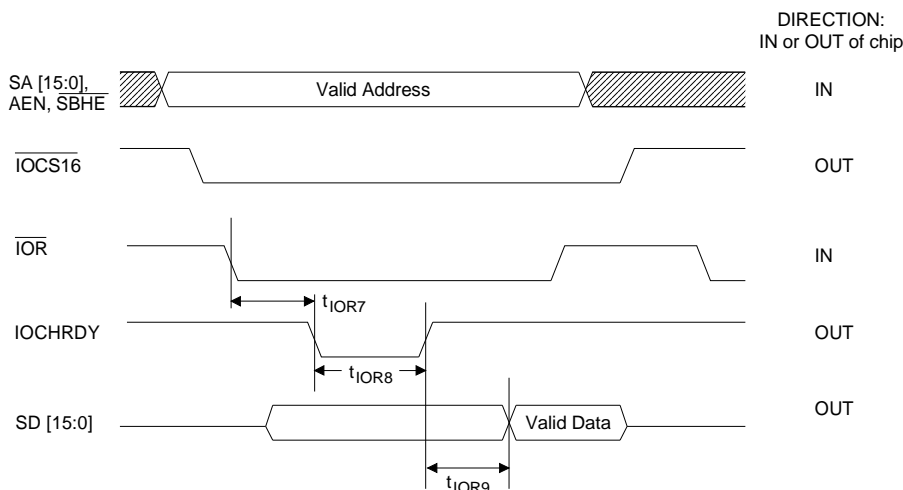 DIRECTION:
IN or OUT of chip
SA [15:0],
AEN, SBHE
Valid Address
IN
IOCS16
OUT
IOR
IN
tIOR7
IOCHRDY
OUT
tIOR8
SD [15:0]
Valid Data
OUT
tIOR9